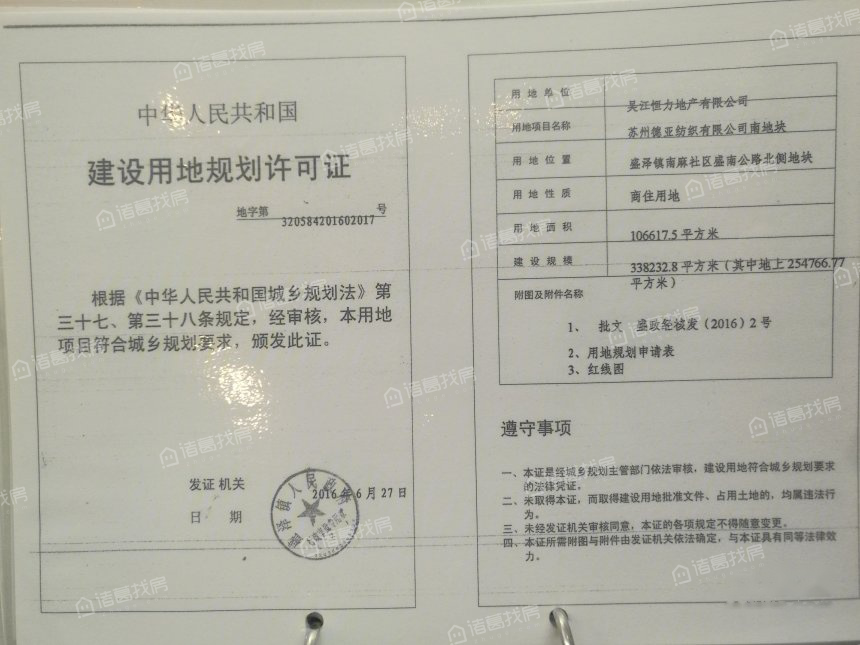 中华人民共和国
建设用地规划许可证
地字第 320584201602017 号
根据《中华人民共和国城乡规划法》第
三十七、第三十八条规定，经审核，本用地
项目符合城乡规划要求，颁发此证。
发证机关
日 期
2016 年 6 月 27 日
用地单位 吴江恒力地产有限公司
用地项目名称 苏州德亚纺织有限公司南地块
用地位置 盛泽镇南麻社区盛南公路北侧地块
用地性质 商住用地
用地面积 106617.5 平方米
建设规模 338232.8 平方米（其中地上 254766.77
平方米）
附图及附件名称
1、 批文 盛政经诚发（2016）2 号
2、用地规划申请表
3、红线图
遵守事项
一、本证是经城乡规划主管部门依法审核，建设用地符合城乡规划要求
的法律凭证。
二、未取得本证，而取得建设用地批准文件、占用土地的，均属违法行
为。
三、未经发证机关审核同意，本证的各项规定不得随意变更。
四、本证所需附图与附件由发证机关依法确定，与本证具有同等法律效
力。
诸葛找房